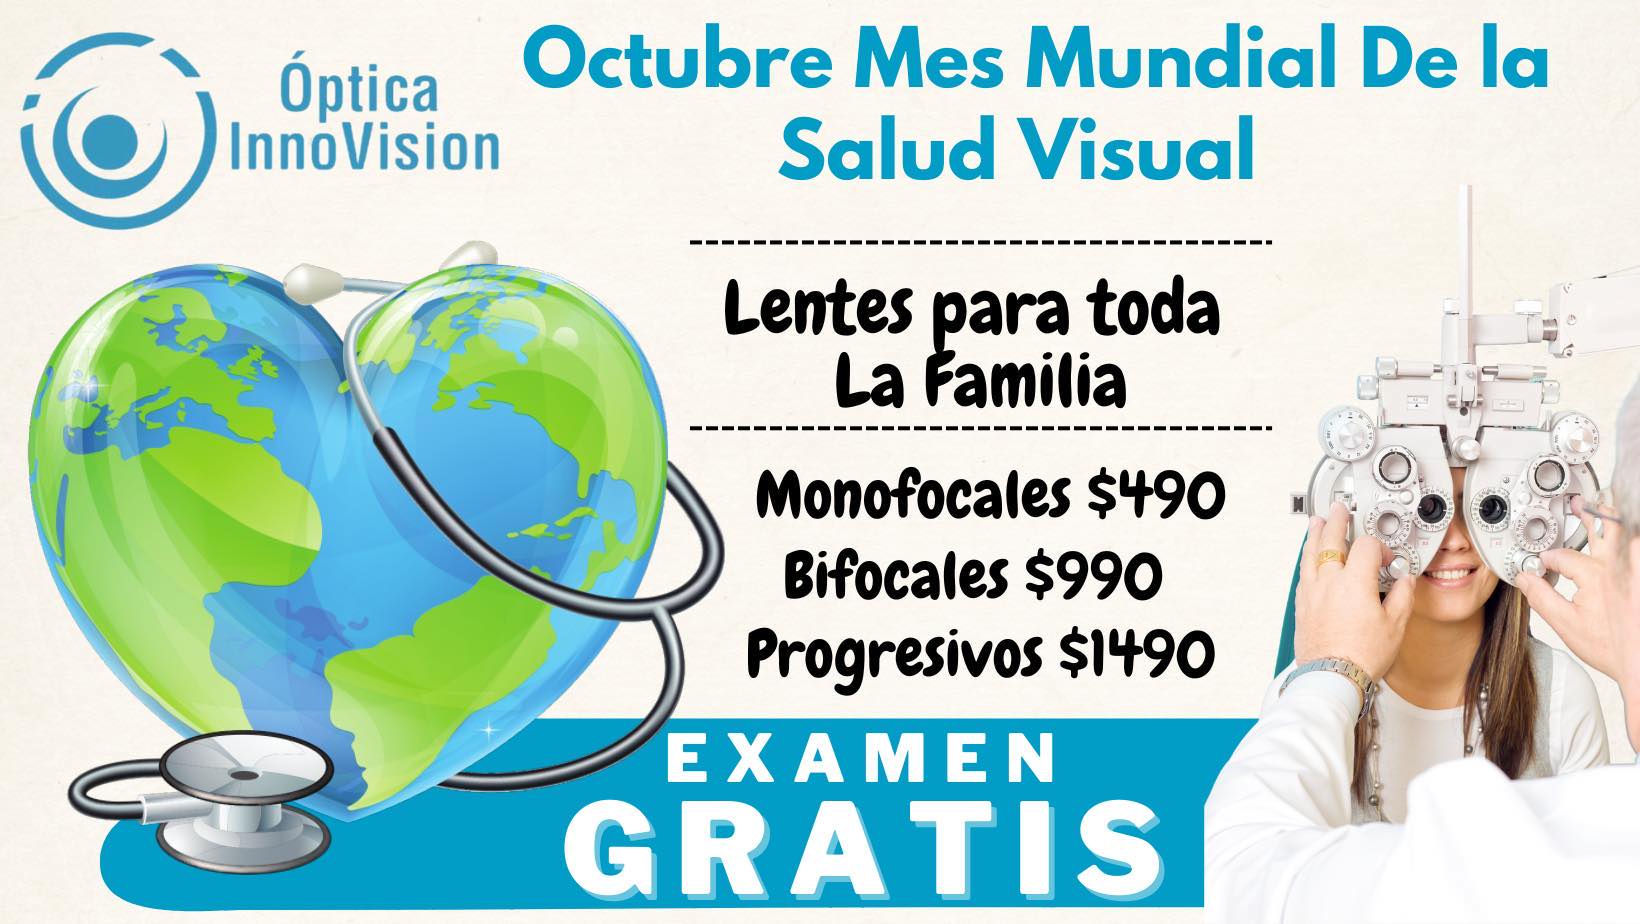 Óptica
InnoVision
Octubre Mes Mundial De la
Salud Visual
Lentes para toda
La Familia
Monofocales $490
Bifocales $990
Progresivos $1490
EXAMEN
GRATIS